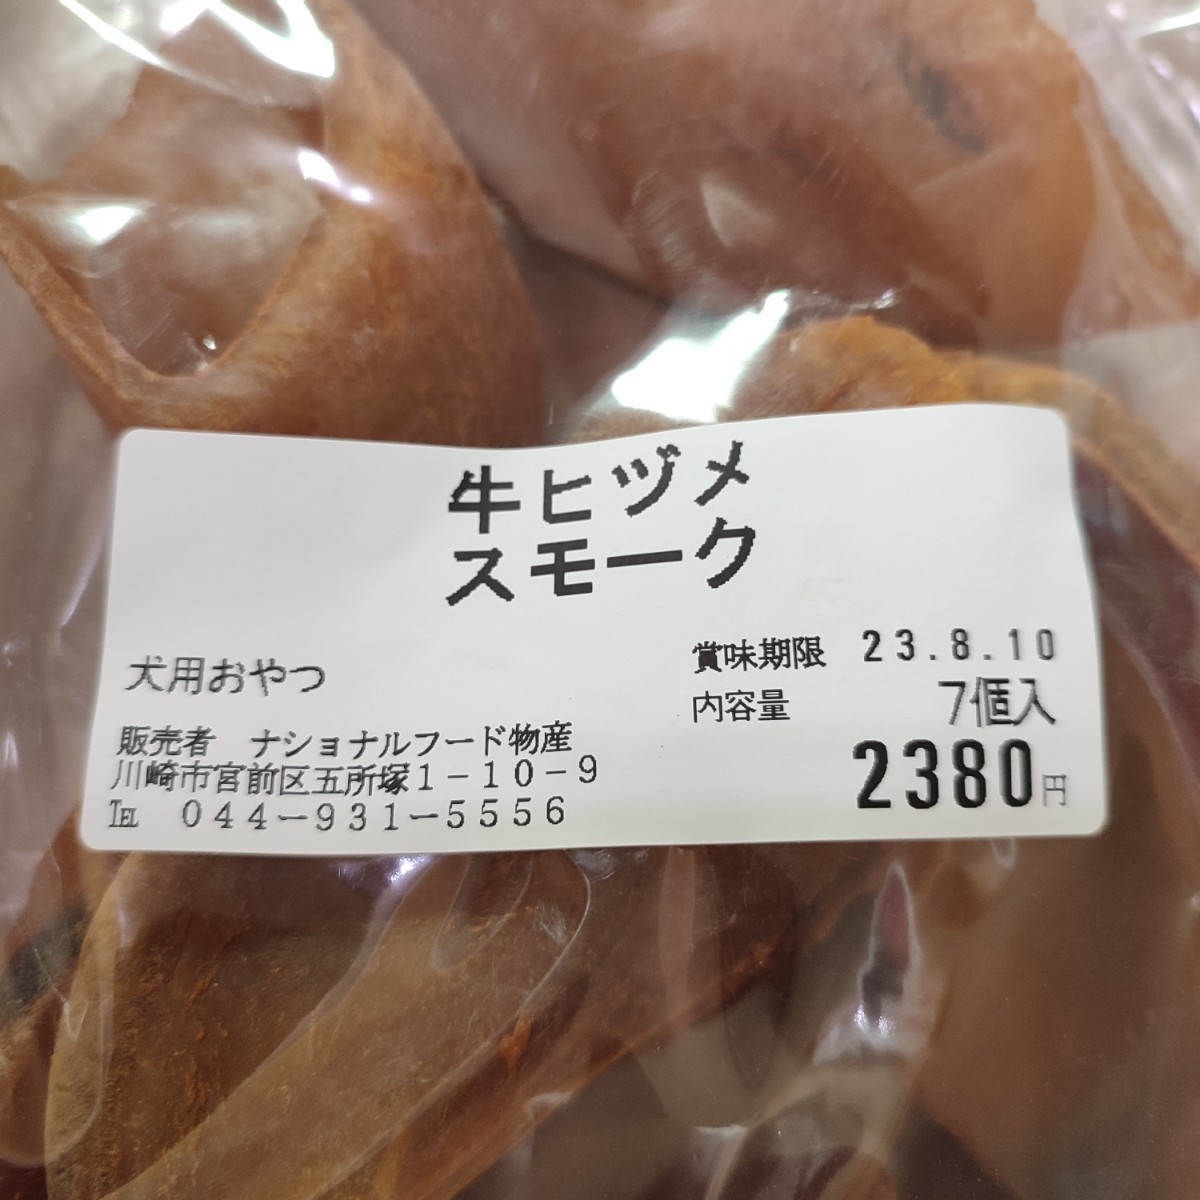 牛ヒヅメ
スモーク
犬用おやつ
賞味期限 23.8.10
内容量 7個入
2380円
販売者 ナショナルフード物産
川崎市宮前区五所塚1-10-9
℡ 044-931-5556